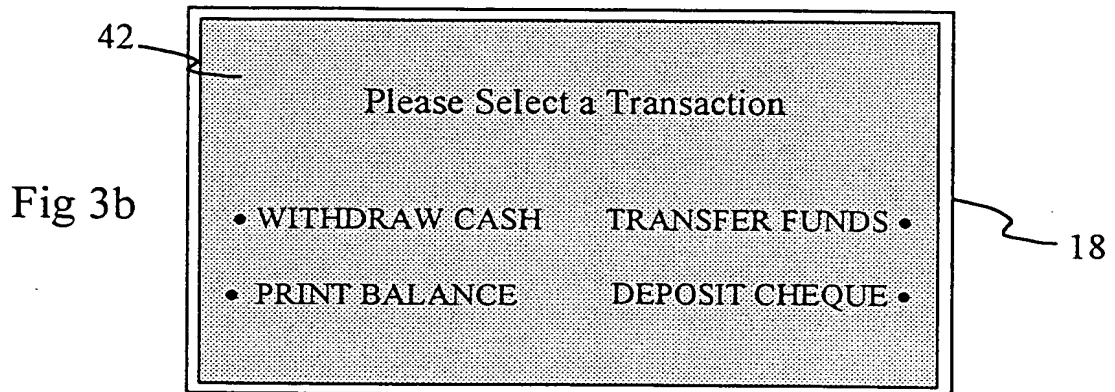 42
Please Select a Transaction
Fig 3b
• WITHDRAW CASH TRANSFER FUNDS •
18
• PRINT BALANCE DEPOSIT CHEQUE •